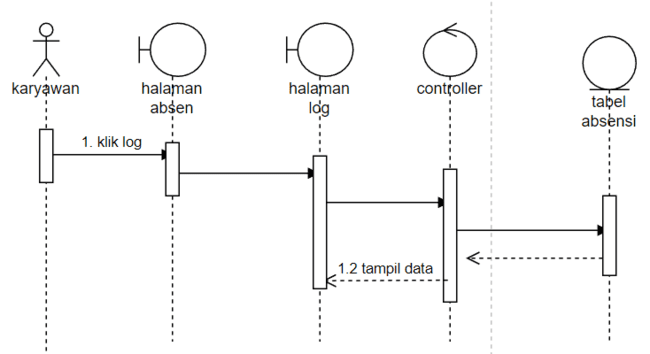 karyawan
halaman
absen
halaman
log
controller
tabel
absensi
1. klik log
1.2 tampil data